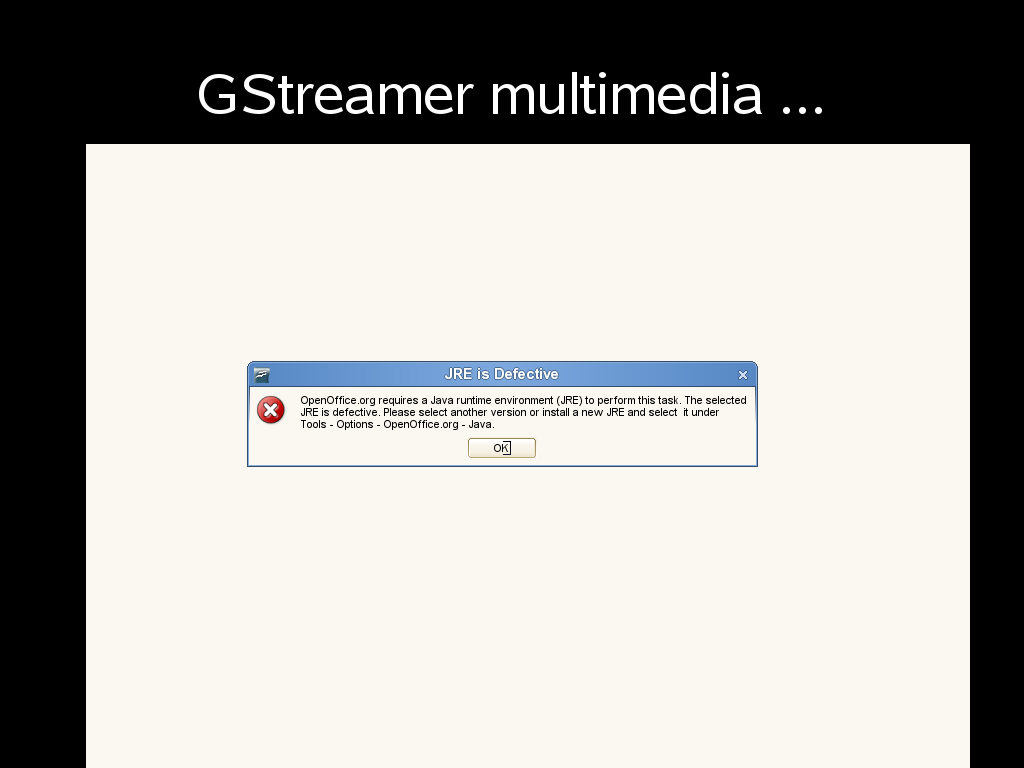 GStreamer multimedia ...
JRE is Defective
OpenOffice.org requires a Java runtime environment (JRE) to perform this task. The selected
JRE is defective. Please select another version or install a new JRE and select  it under
Tools - Options - OpenOffice.org - Java.
OK